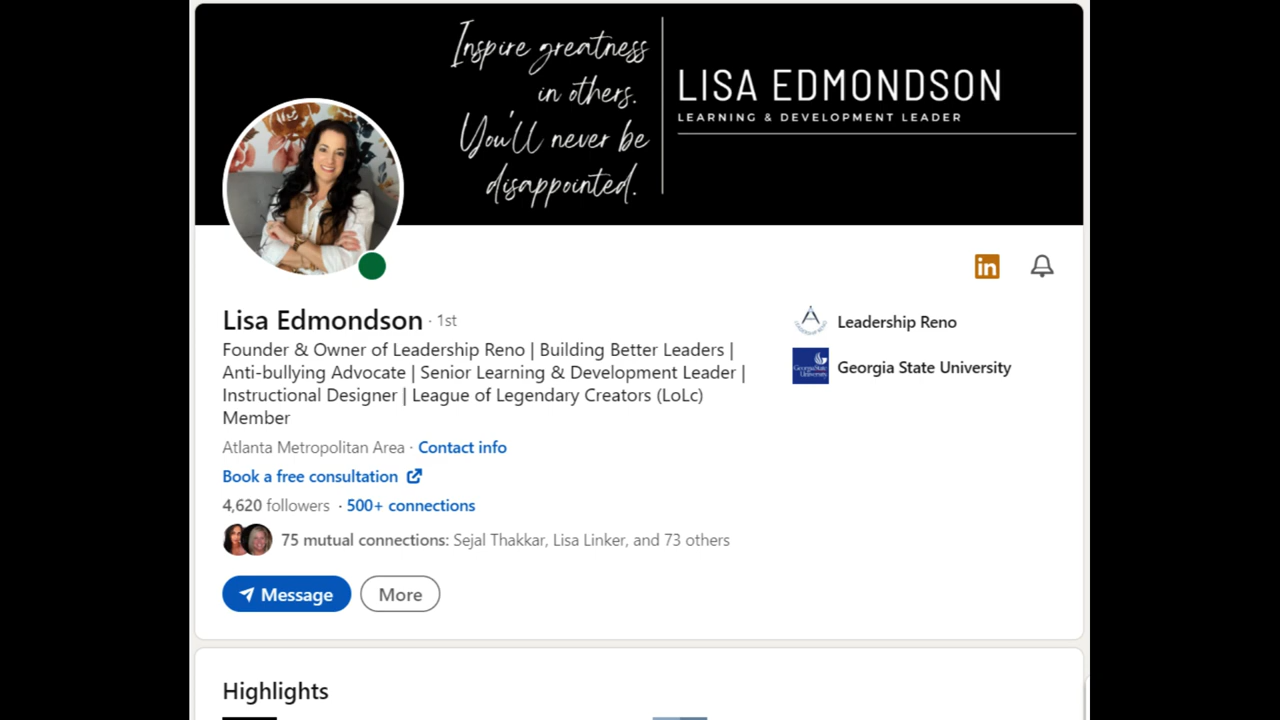 Inspire greatness
in others.
You'll never be
disappointed.
LISA EDMONDSON
LEARNING & DEVELOPMENT LEADER
in
Lisa Edmondson · 1st
Founder & Owner of Leadership Reno | Building Better Leaders |
Anti-bullying Advocate | Senior Learning & Development Leader |
Instructional Designer | League of Legendary Creators (LoLc)
Member
Atlanta Metropolitan Area · Contact info
Book a free consultation
4,620 followers · 500+ connections
75 mutual connections: Sejal Thakkar, Lisa Linker, and 73 others
Message
More
Leadership Reno
GeorgiaState
University
Georgia State University
Highlights